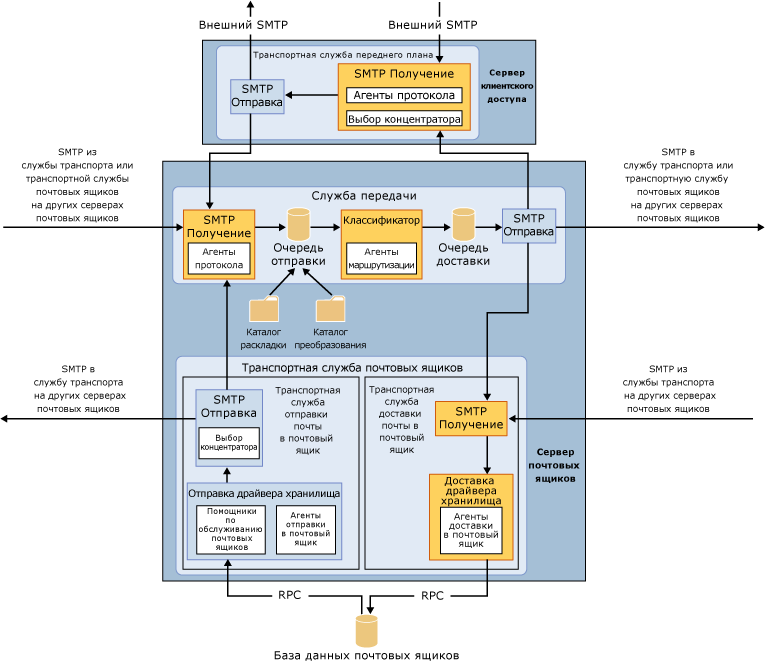 Внешний SMTP
Внешний SMTP
Транспортная служба переднего плана
SMTP
Отправка
SMTP Получение
Агенты протокола
Выбор концентратора
Сервер
клиентского
доступа
SMTP из
службы транспорта или
транспортной службы
почтовых ящиков
на других серверах
почтовых ящиков
SMTP в
службу транспорта или
транспортную службу
почтовых ящиков
на других серверах
почтовых ящиков
Служба передачи
SMTP
Получение
Агенты
протокола
Очередь
отправки
Классификатор
Агенты
маршрутизации
Очередь
доставки
SMTP
Отправка
Каталог
раскладки
Каталог
преобразования
Транспортная служба почтовых ящиков
SMTP в
службу транспорта
на других серверах
почтовых ящиков
SMTP
Отправка
Выбор
концентратора
Транспортная
служба
отправки
почты
в почтовый
ящик
Транспортная
служба
доставки
почты в
почтовый
ящик
SMTP
Получение
SMTP из
службы транспорта
на других серверах
почтовых ящиков
Сервер
почтовых
ящиков
Отправка драйвера хранилища
Помощники
по
обслуживанию
почтовых
ящиков
Агенты
отправки
в почтовый
ящик
Доставка
драйвера
хранилища
Агенты
доставки
в почтовый
ящик
RPC
RPC
База данных почтовых ящиков